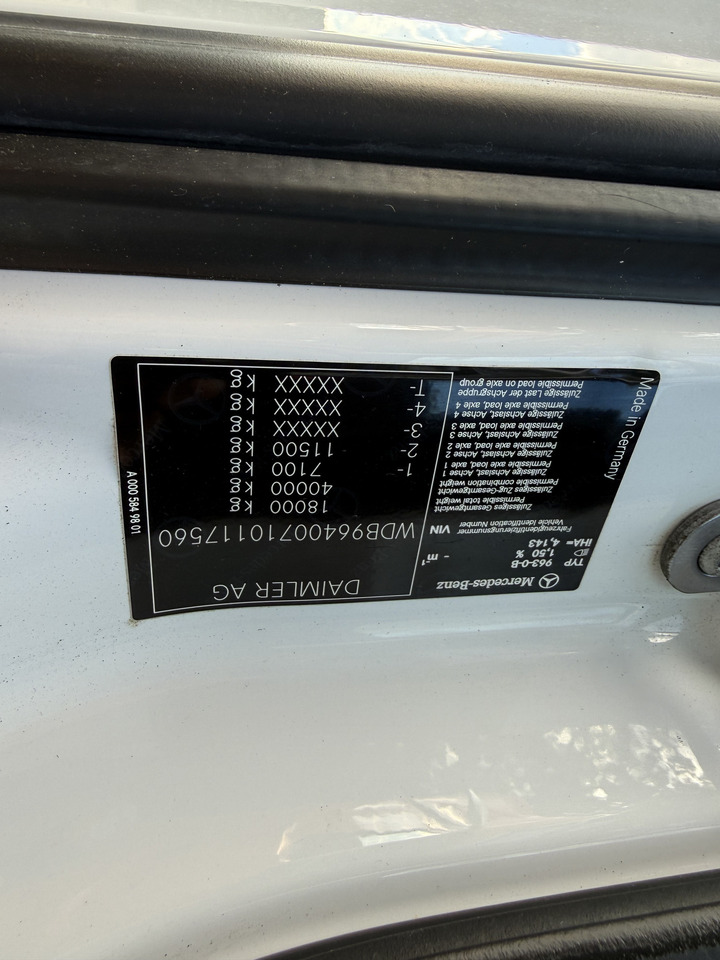 Mercedes-Benz
DAIMLER AG
TYP 963-0-B
1,50 % - m⁻¹
iHA= 4,143
Fahrzeugidentifizierungsnummer
Vehicle Identification Number VIN WDB96400710117560
Zulässiges Gesamtgewicht
Permissible total weight 18000 kg
Zulässiges Zug-Gesamtgewicht
Permissible combination weight 40000 kg
Zulässige Achslast, Achse 1
Permissible axle load, axle 1 1- 7100 kg
Zulässige Achslast, Achse 2
Permissible axle load, axle 2 2- 11500 kg
Zulässige Achslast, Achse 3
Permissible axle load, axle 3 3- XXXXX kg
Zulässige Achslast, Achse 4
Permissible axle load, axle 4 4- XXXXX kg
Zulässige Last der Achsgruppe
Permissible load on axle group T- XXXXX kg
Made in Germany
A 000 584 98 01